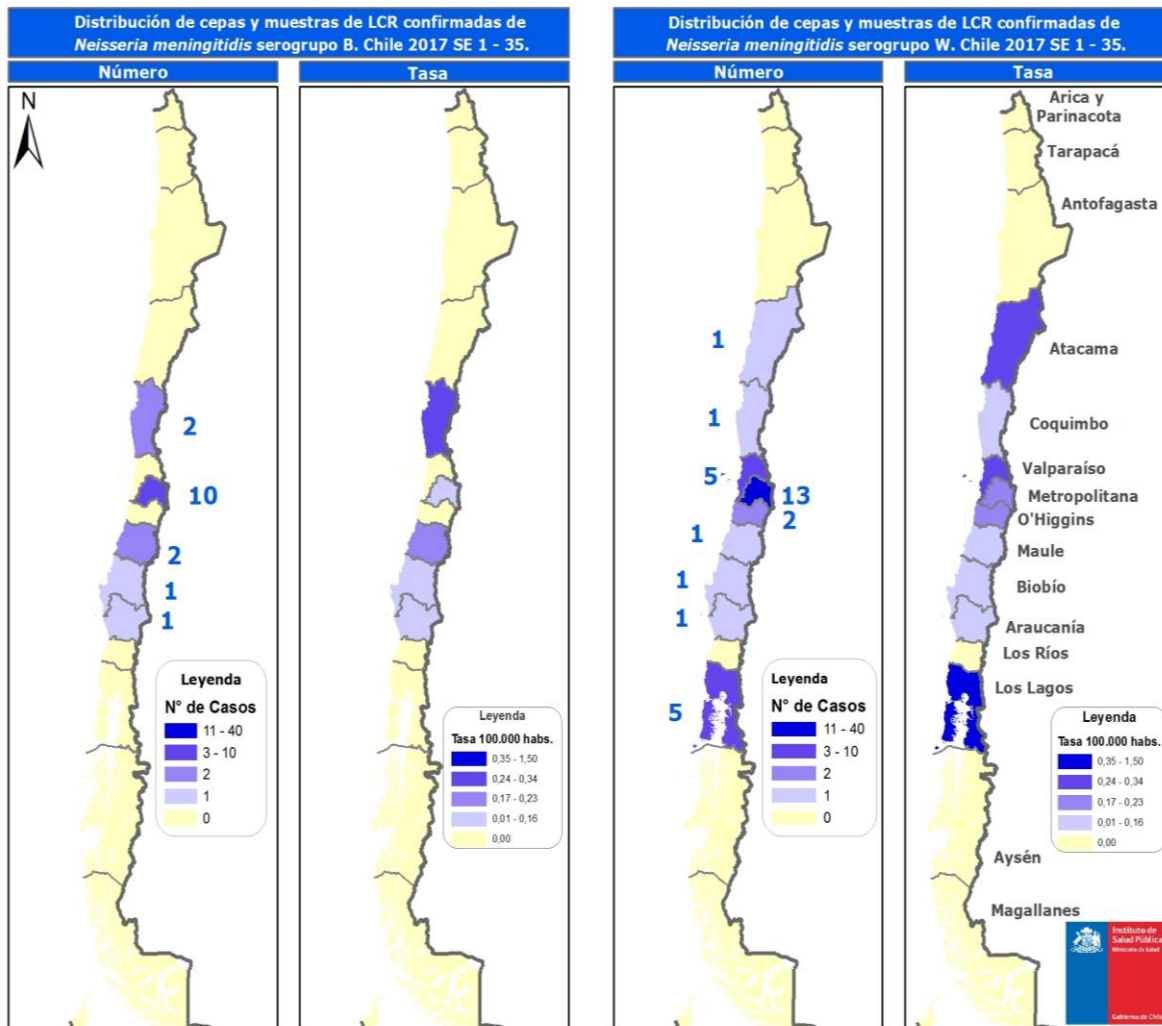 Distribución de cepas y muestras de LCR confirmadas de
Neisseria meningitidis serogrupo B. Chile 2017 SE 1 - 35.
Número
Tasa
N
2
10
2
1
1
Leyenda
N° de Casos
11 - 40
3 - 10
2
1
0
Leyenda
Tasa 100.000 habs.
0,35 - 1,50
0,24 - 0,34
0,17 - 0,23
0,01 - 0,16
0,00
Distribución de cepas y muestras de LCR confirmadas de
Neisseria meningitidis serogrupo W. Chile 2017 SE 1 - 35.
Número
Tasa
1
1
5
13
2
1
1
1
5
Leyenda
N° de Casos
11 - 40
3 - 10
2
1
0
Arica y
Parinacota
Tarapacá
Antofagasta
Atacama
Coquimbo
Valparaíso
Metropolitana
O'Higgins
Maule
Biobío
Araucanía
Los Ríos
Los Lagos
Leyenda
Tasa 100.000 habs.
0,35 - 1,50
0,24 - 0,34
0,17 - 0,23
0,01 - 0,16
0,00
Aysén
Magallanes
Instituto de
Salud Pública
Ministerio de Salud
Gobierno de Chile